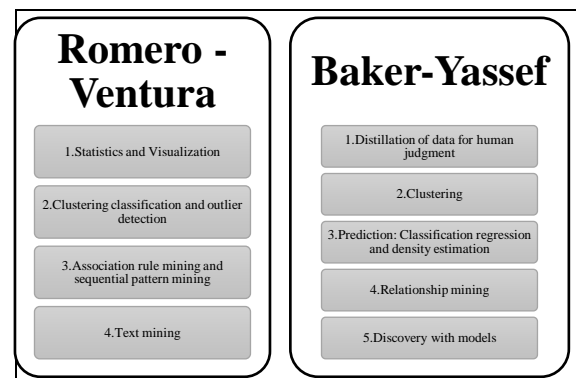 Romero -
Ventura
1.Statistics and Visualization
2.Clustering classification and outlier
detection
3.Association rule mining and
sequential pattern mining
4.Text mining
Baker-Yassef
1.Distillation of data for human
judgment
2.Clustering
3.Prediction: Classification regression
and density estimation
4.Relationship mining
5.Discovery with models